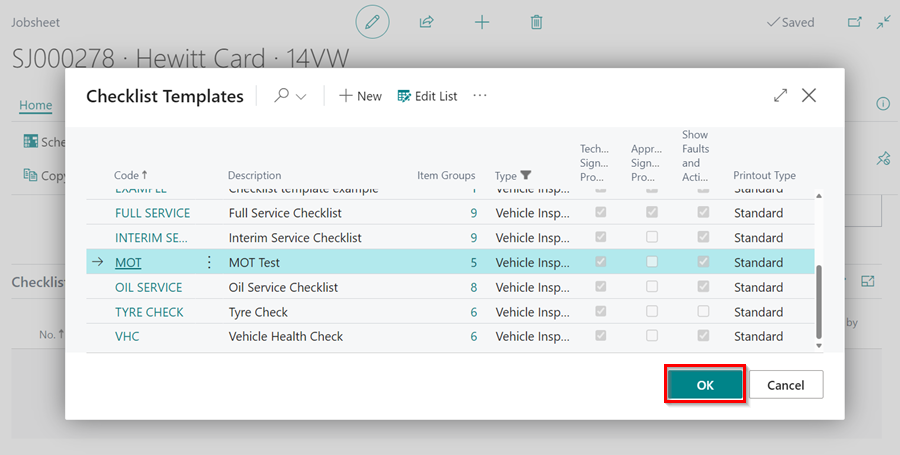 Jobsheet
Saved
SJ000278 · Hewitt Card · 14VW
Checklist Templates
New
Edit List
Home
Sche
Copy
Code↑ Description Item Groups Type Tech... Sign... Pro... Appr... Sign... Pro... Show Faults and Acti... Printout Type
EXAMPLE Checklist template example 1 Vehicle Insp... Standard
FULL SERVICE Full Service Checklist 9 Vehicle Insp... Standard
INTERIM SE... Interim Service Checklist 9 Vehicle Insp... Standard
MOT MOT Test 5 Vehicle Insp... Standard
OIL SERVICE Oil Service Checklist 8 Vehicle Insp... Standard
TYRE CHECK Tyre Check 6 Vehicle Insp... Standard
VHC Vehicle Health Check 6 Vehicle Insp... Standard
Checklist
No. ↑
by
OK
Cancel